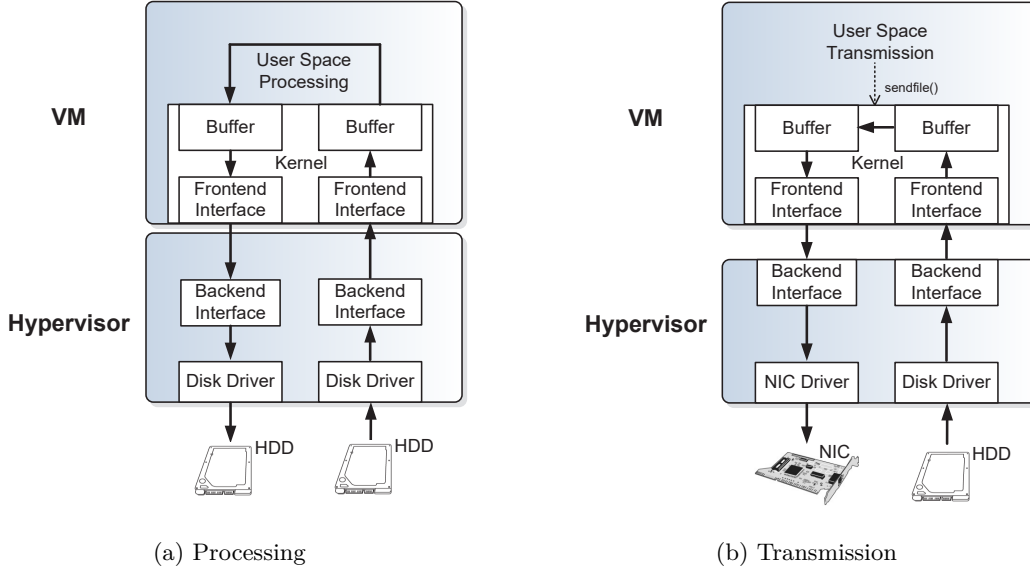 User Space
Processing
VM
Buffer
Buffer
Kernel
Frontend
Interface
Frontend
Interface
Hypervisor
Backend
Interface
Backend
Interface
Disk Driver
Disk Driver
HDD
HDD
(a) Processing
User Space
Transmission
sendfile()
VM
Buffer
Buffer
Kernel
Frontend
Interface
Frontend
Interface
Hypervisor
Backend
Interface
Backend
Interface
NIC Driver
Disk Driver
NIC
HDD
(b) Transmission